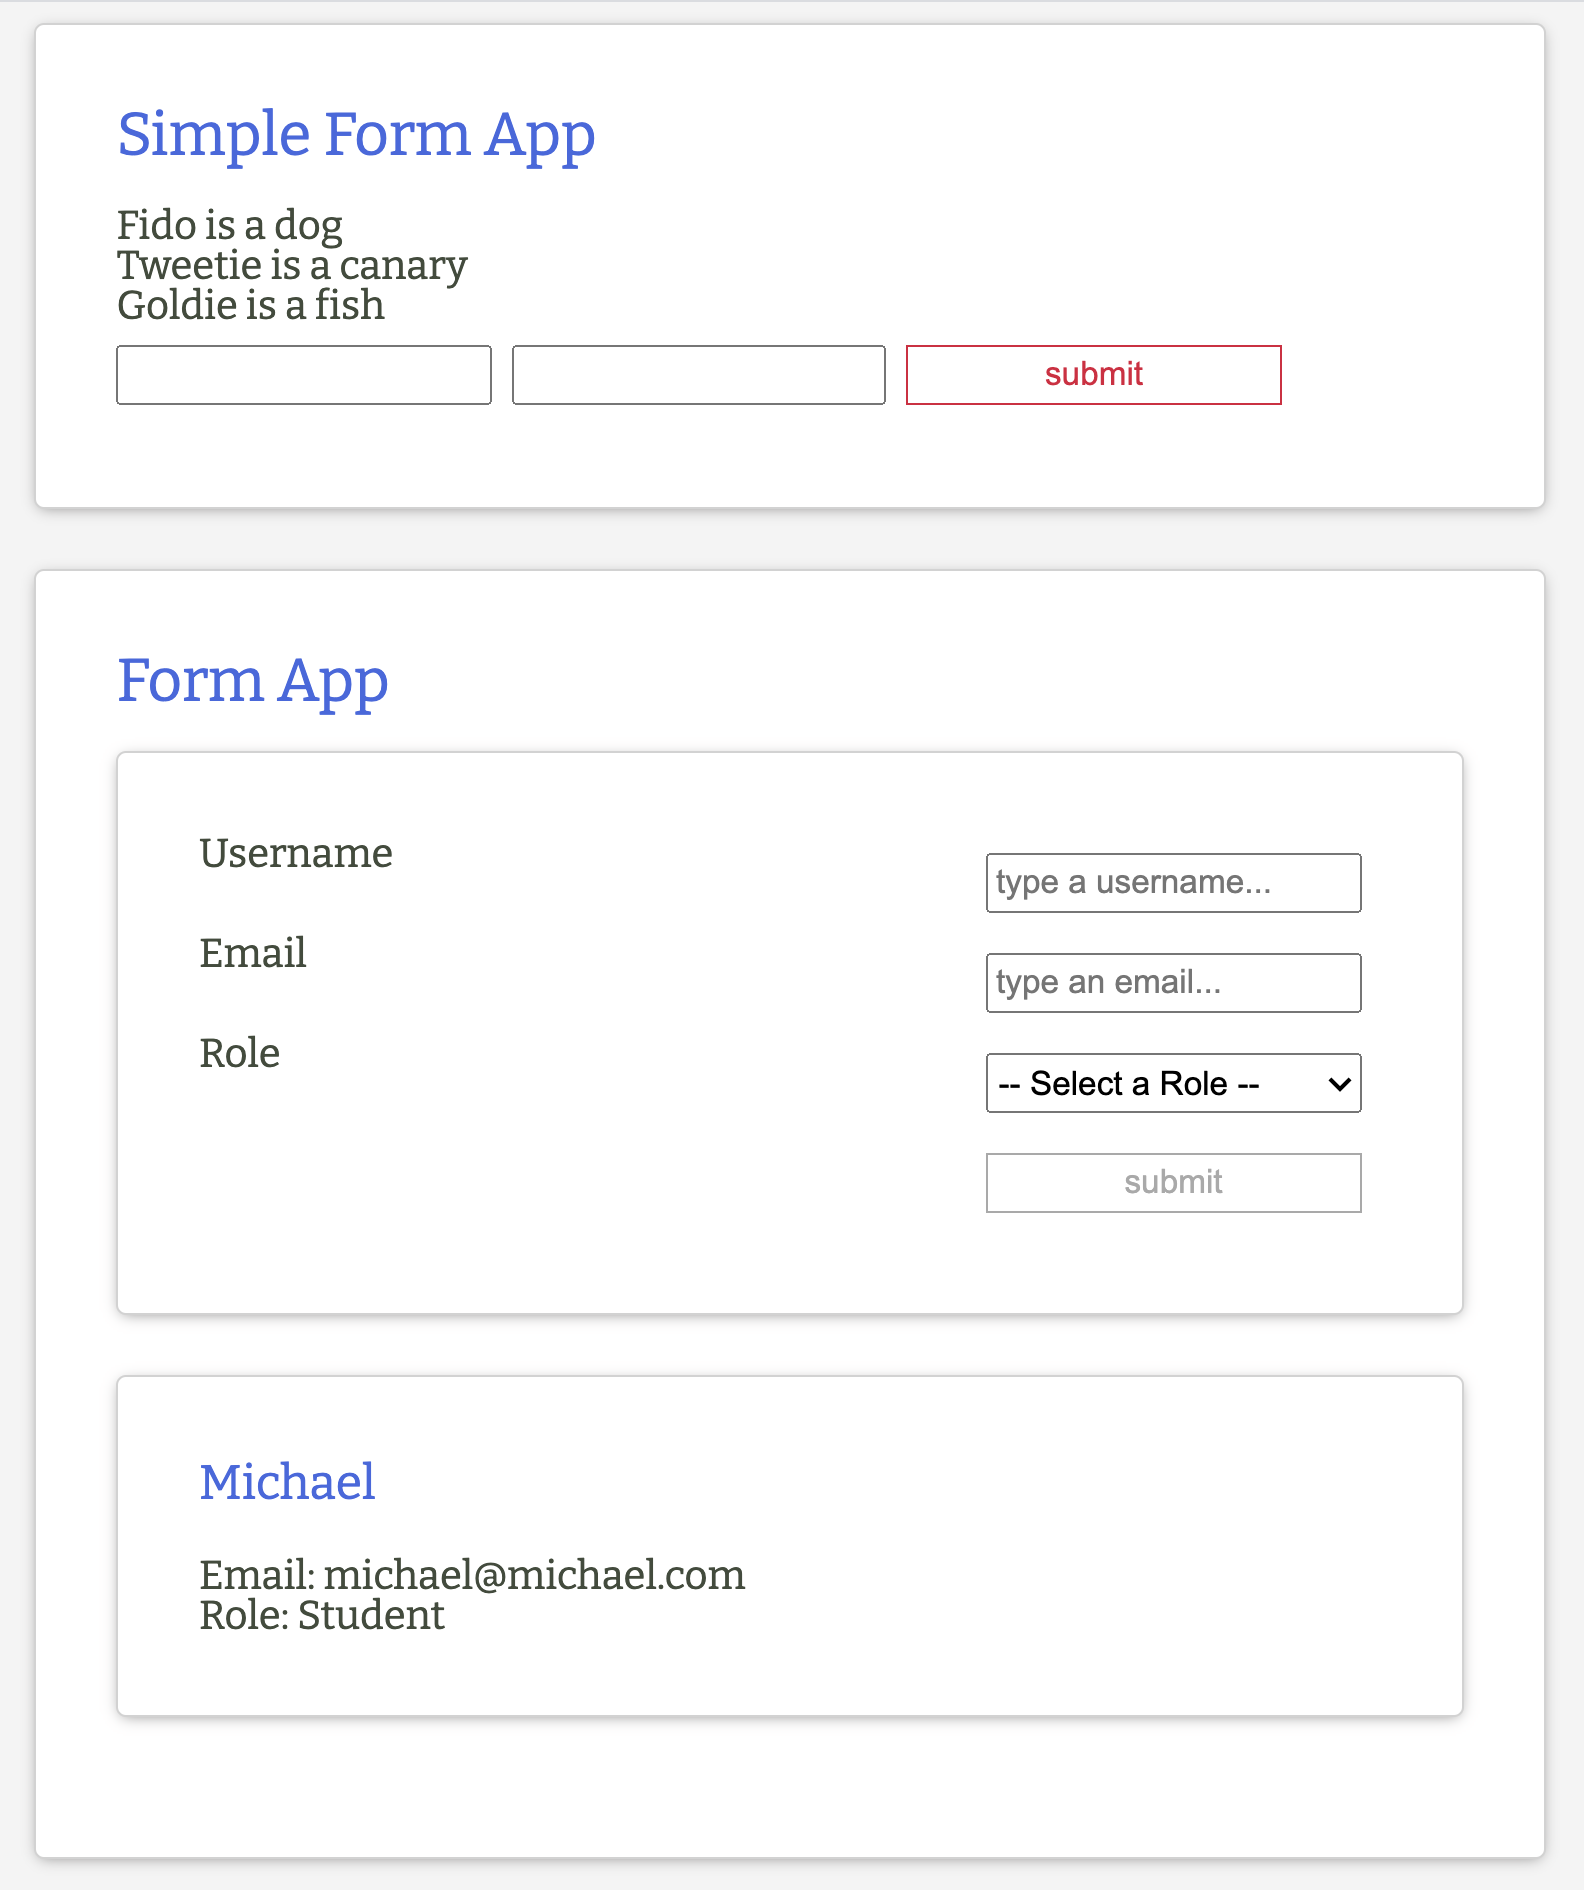 Simple Form App
Fido is a dog
Tweetie is a canary
Goldie is a fish
submit
Form App
Username
type a username...
Email
type an email...
Role
-- Select a Role --
submit
Michael
Email: michael@michael.com
Role: Student